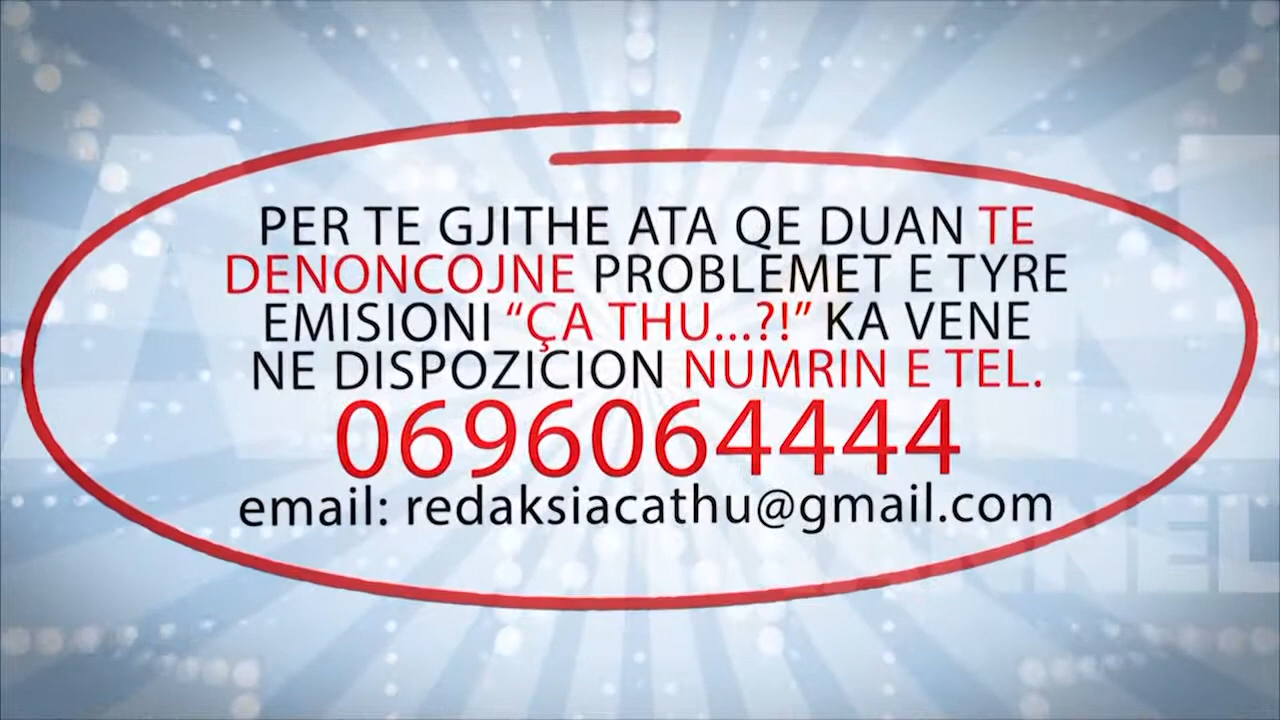 PER TE GJITHE ATA QE DUAN TE
DENONCOJNE PROBLEMET E TYRE
EMISIONI “ÇA THU...?!” KA VENE
NE DISPOZICION NUMRIN E TEL.
0696064444
email: redaksiacathu@gmail.com